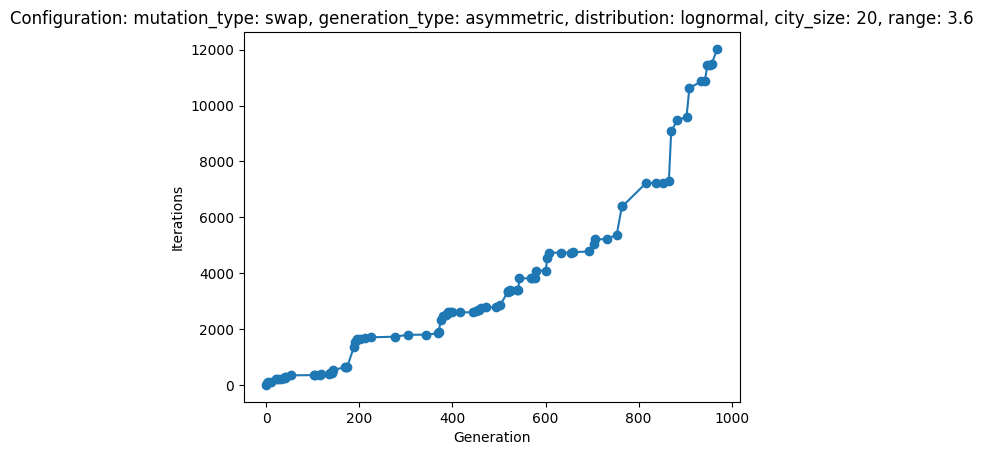 Configuration: mutation_type: swap, generation_type: asymmetric, distribution: lognormal, city_size: 20, range: 3.6
12000
10000
8000
6000
4000
2000
0
Iterations
0 200 400 600 800 1000
Generation